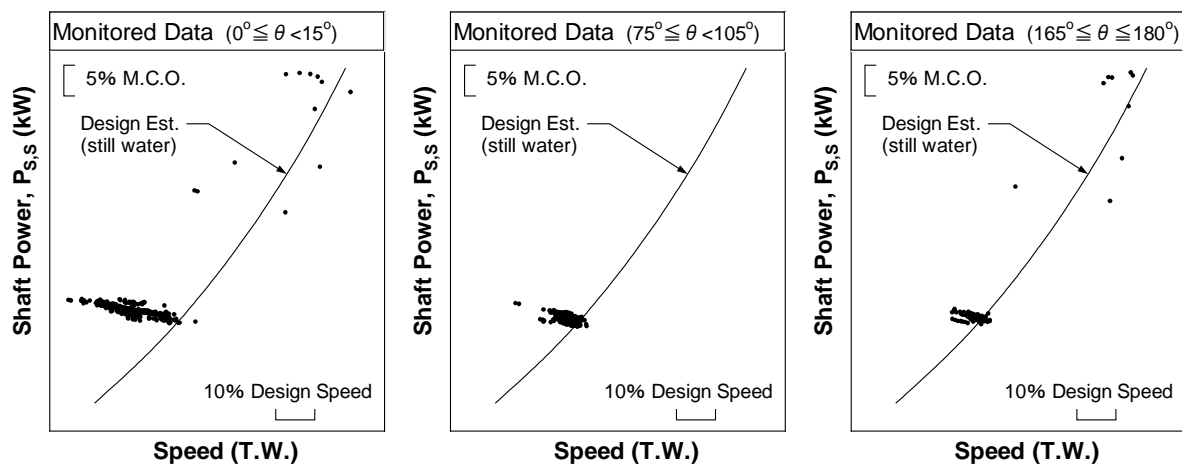 Monitored Data (0° ≦ θ <15°)
5% M.C.O.
Design Est.
(still water)
Shaft Power, P_S,S (kW)
10% Design Speed
Speed (T.W.)
Monitored Data (75° ≦ θ <105°)
5% M.C.O.
Design Est.
(still water)
Shaft Power, P_S,S (kW)
10% Design Speed
Speed (T.W.)
Monitored Data (165° ≦ θ ≦ 180°)
5% M.C.O.
Design Est.
(still water)
Shaft Power, P_S,S (kW)
10% Design Speed
Speed (T.W.)